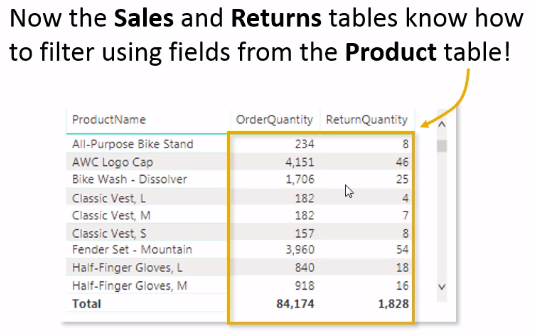 Now the Sales and Returns tables know how
to filter using fields from the Product table!
ProductName OrderQuantity ReturnQuantity
All-Purpose Bike Stand 234 8
AWC Logo Cap 4,151 46
Bike Wash - Dissolver 1,706 25
Classic Vest, L 182 4
Classic Vest, M 182 7
Classic Vest, S 157 8
Fender Set - Mountain 3,960 54
Half-Finger Gloves, L 840 18
Half-Finger Gloves, M 918 16
Total 84,174 1,828